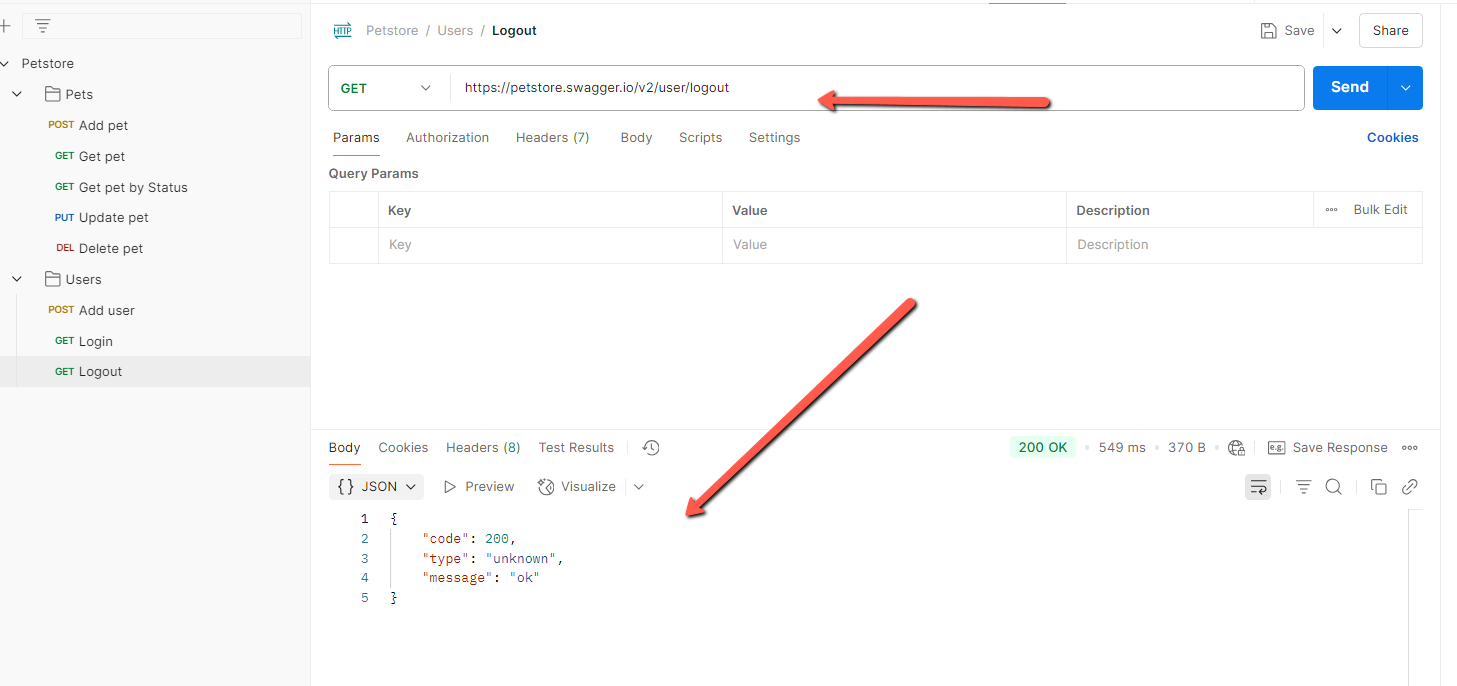 HTTP Petstore / Users / Logout Save Share
Petstore
Pets
POST Add pet
GET Get pet
GET Get pet by Status
PUT Update pet
DEL Delete pet
Users
POST Add user
GET Login
GET Logout
GET https://petstore.swagger.io/v2/user/logout Send
Params Authorization Headers (7) Body Scripts Settings Cookies
Query Params
Key Value Description Bulk Edit
Key Value Description
Body Cookies Headers (8) Test Results 200 OK 549 ms 370 B e.g. Save Response
{} JSON Preview Visualize
1 {
2 "code": 200,
3 "type": "unknown",
4 "message": "ok"
5 }